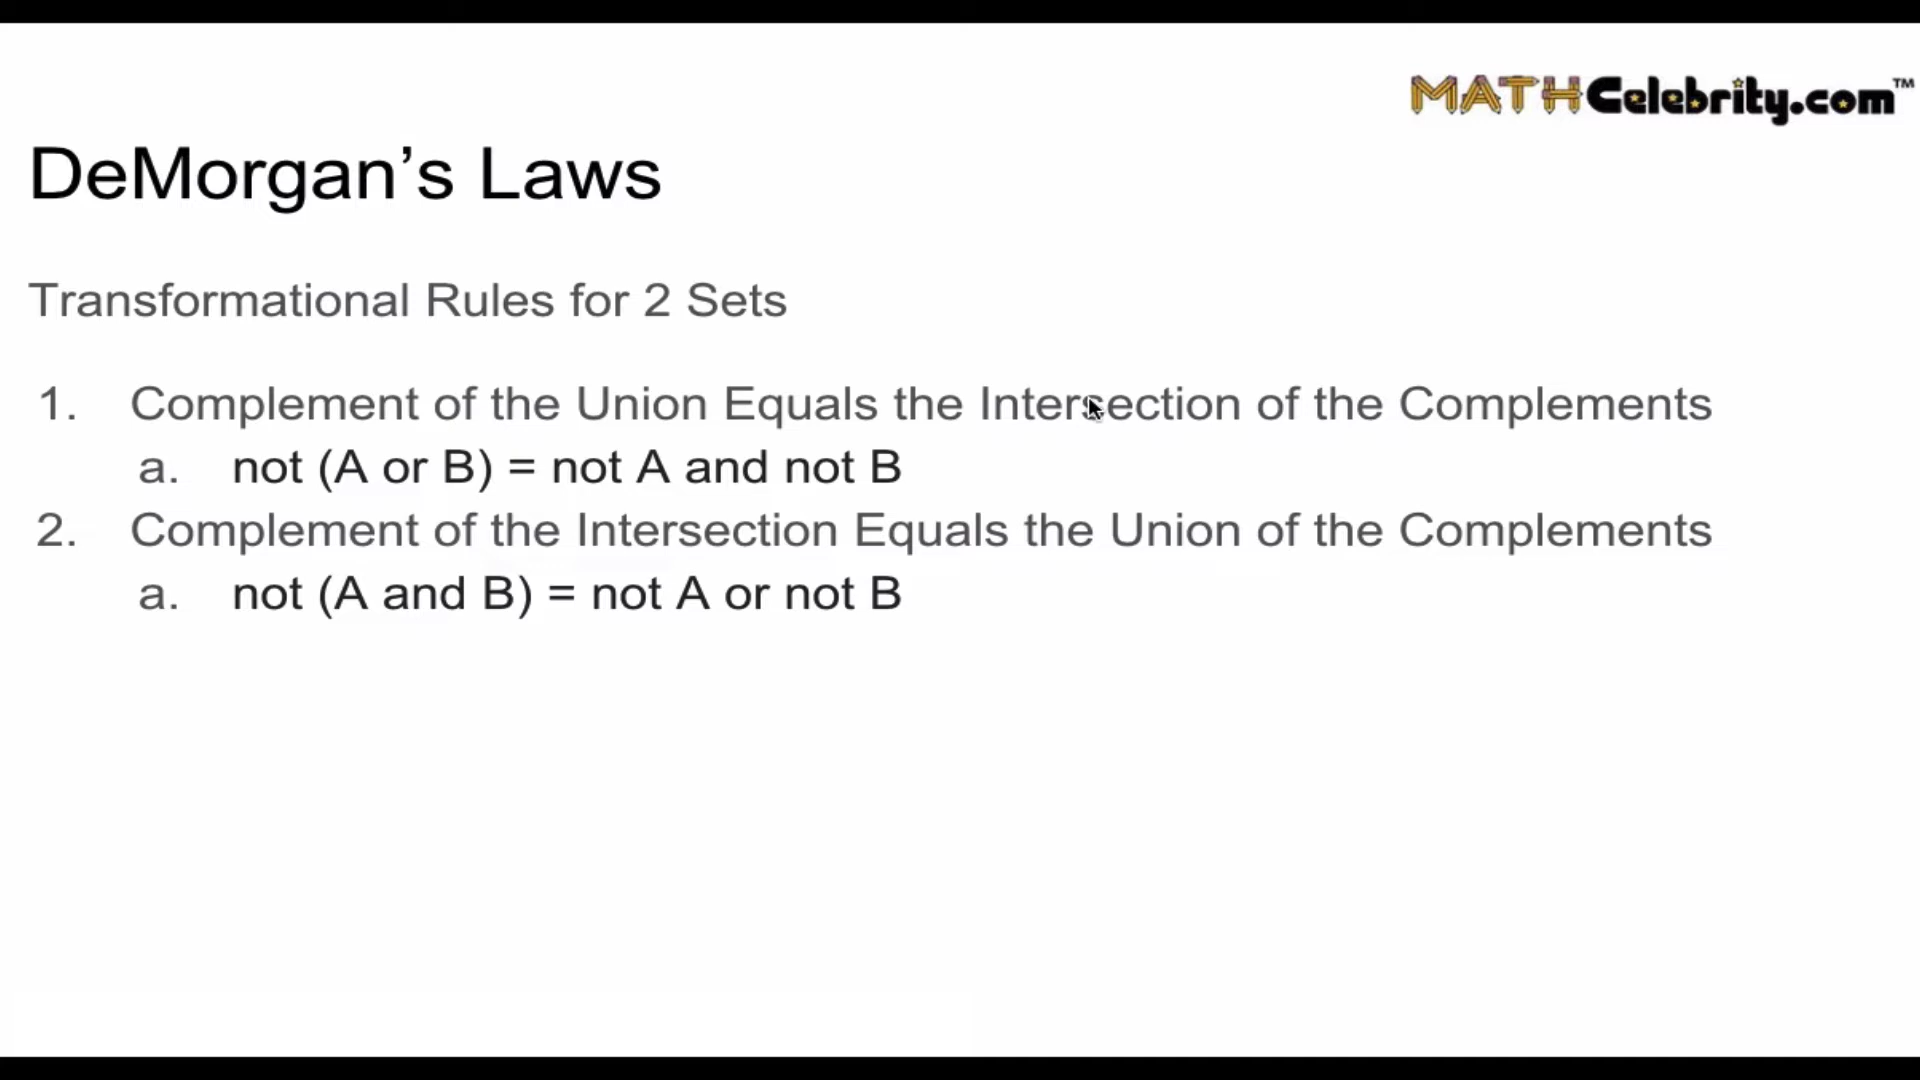 MATHCelebrity.com™
DeMorgan’s Laws
Transformational Rules for 2 Sets
1. Complement of the Union Equals the Intersection of the Complements
a. not (A or B) = not A and not B
2. Complement of the Intersection Equals the Union of the Complements
a. not (A and B) = not A or not B